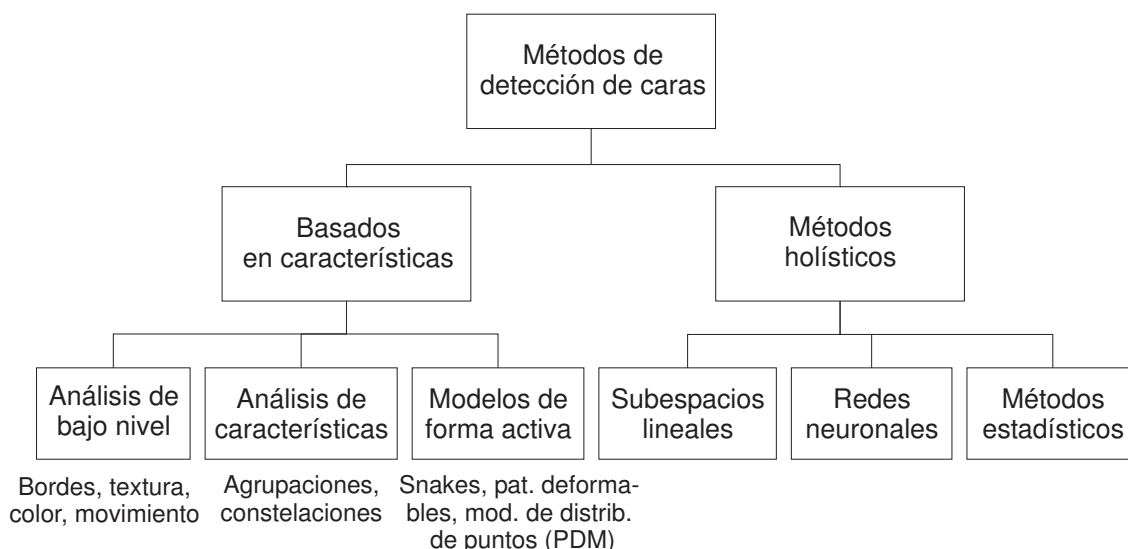 Métodos de
detección de caras
Basados
en características
Métodos
holísticos
Análisis de
bajo nivel
Análisis de
características
Modelos de
forma activa
Subespacios
lineales
Redes
neuronales
Métodos
estadísticos
Bordes, textura,
color, movimiento
Agrupaciones,
constelaciones
Snakes, pat. deforma-
bles, mod. de distrib.
de puntos (PDM)